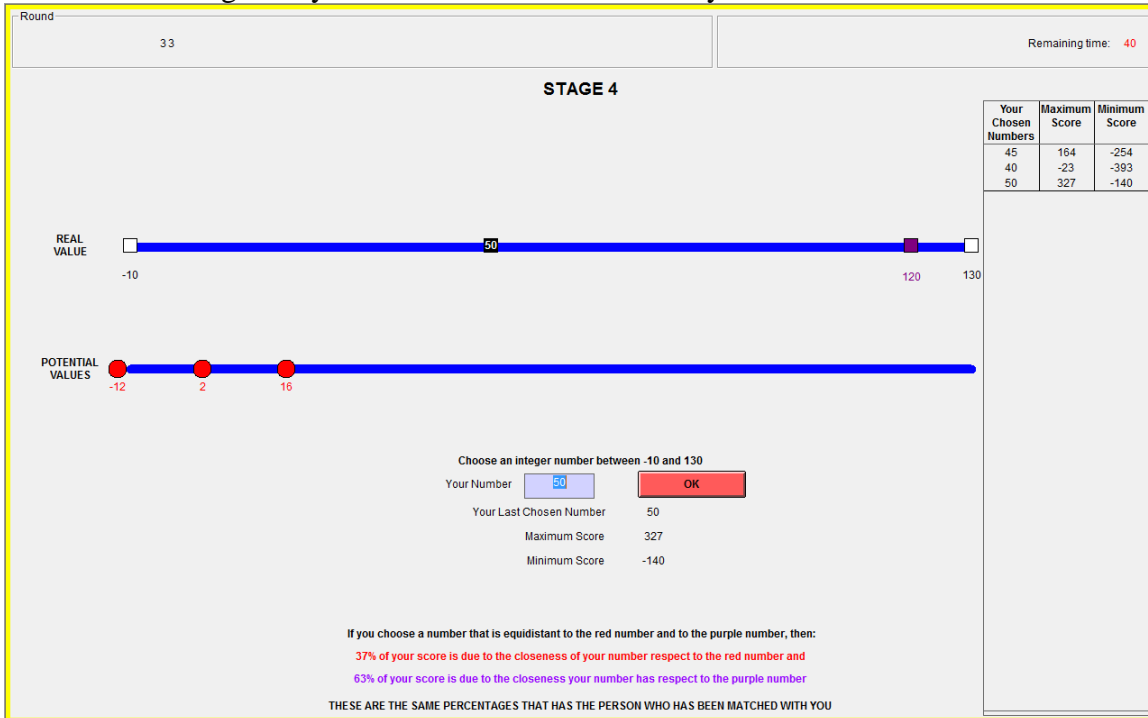 Round
33
Remaining time: 40
STAGE 4
Your Chosen Numbers Maximum Score Minimum Score
45 164 -254
40 -23 -393
50 327 -140
REAL VALUE
50
-10 120 130
POTENTIAL VALUES
-12 2 16
Choose an integer number between -10 and 130
Your Number 50 OK
Your Last Chosen Number 50
Maximum Score 327
Minimum Score -140
If you choose a number that is equidistant to the red number and to the purple number, then:
37% of your score is due to the closeness of your number respect to the red number and
63% of your score is due to the closeness your number has respect to the purple number
THESE ARE THE SAME PERCENTAGES THAT HAS THE PERSON WHO HAS BEEN MATCHED WITH YOU